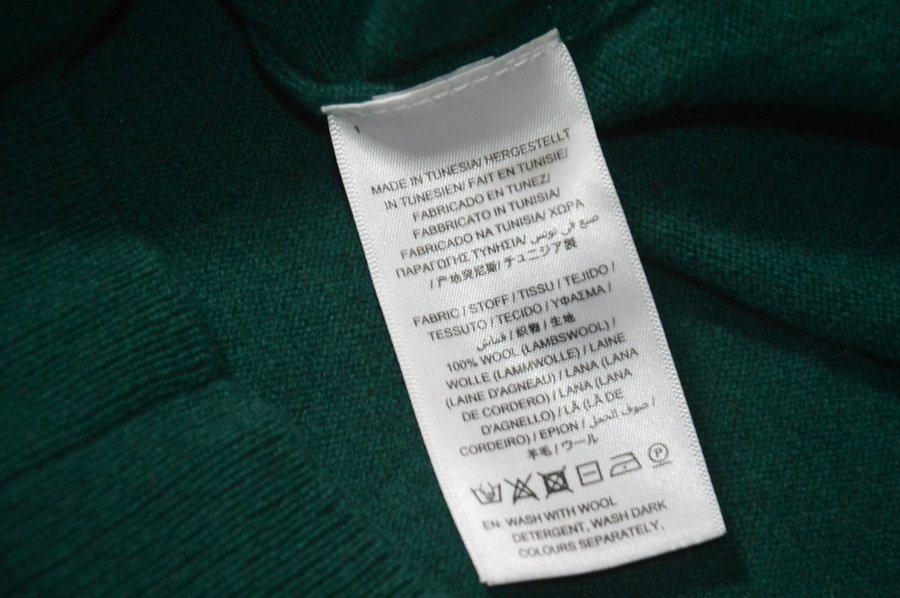 MADE IN TUNESIA/ HERGESTELLT
IN TUNESIEN/ FAIT EN TUNISIE/
FABRICADO EN TUNEZ/
FABBRICATO IN TUNISIA/
FABRICADO NA TUNISIA/ ΧΩΡΑ
ΠΑΡΑΓΩΓΗΣ ΤΥΝΗΣΙΑ/ صنع في تونس
/ 产地突尼斯/ チュニジア製
FABRIC / STOFF / TISSU / TEJIDO /
TESSUTO / TECIDO / ΥΦΑΣΜΑ /
قماش / 织物 / 生地
100% WOOL (LAMBSWOOL) /
WOLLE (LAMMWOLLE) / LAINE
(LAINE D'AGNEAU) / LANA (LANA
DE CORDERO) / LANA (LANA
D'AGNELLO) / LÃ (LÃ DE
CORDEIRO) / ΕΡΙΟΝ / صوف الحمل /
羊毛 / ウール
P
EN: WASH WITH WOOL
DETERGENT, WASH DARK
COLOURS SEPARATELY.